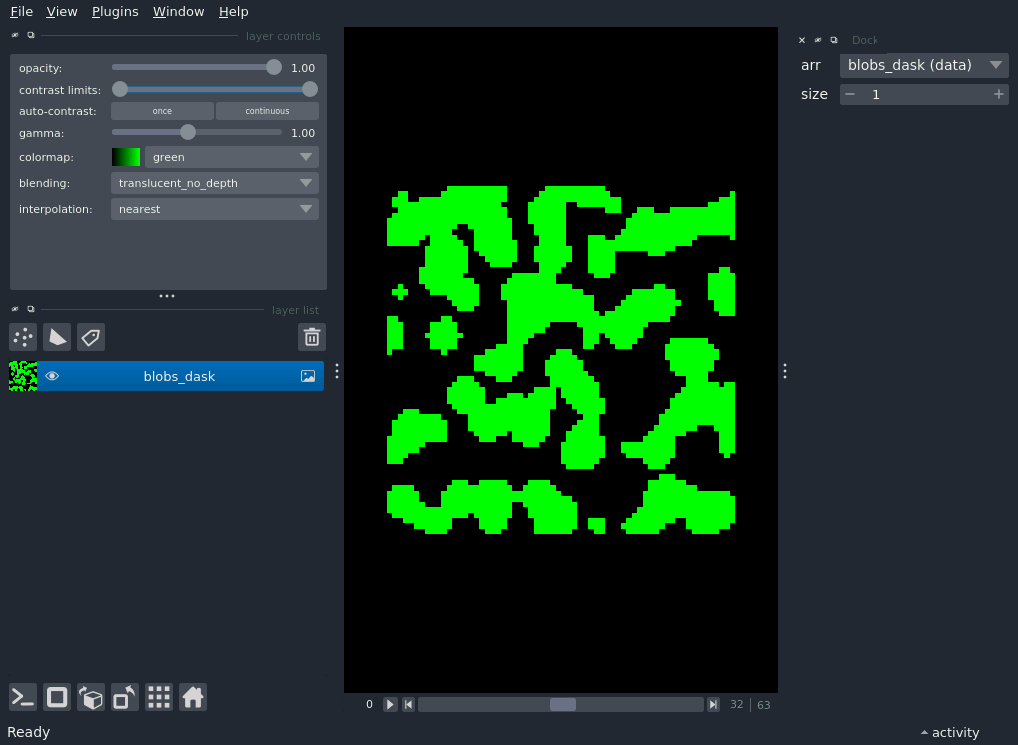 File View Plugins Window Help
layer controls
opacity: 1.00
contrast limits:
auto-contrast: once continuous
gamma: 1.00
colormap: green
blending: translucent_no_depth
interpolation: nearest
layer list
blobs_dask
Dock
arr blobs_dask (data)
size 1
0 32 63
Ready
activity